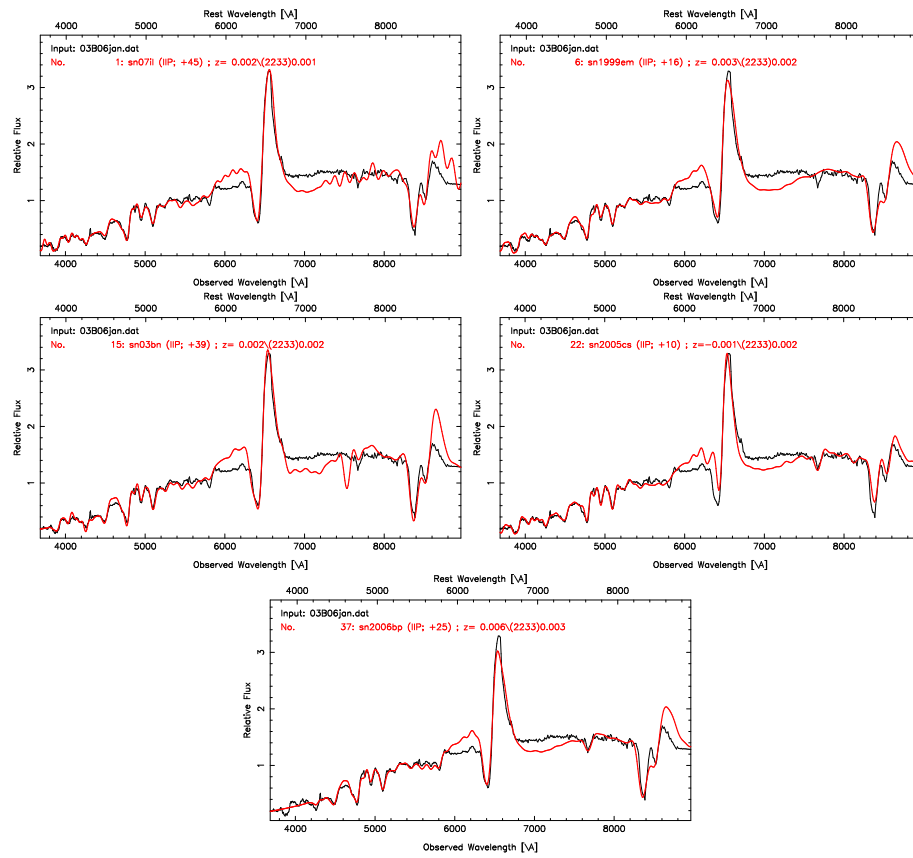 Rest Wavelength [\A]
4000 5000 6000 7000 8000
Input: 03B06jan.dat
No. 1: sn07il (IIP; +45) ; z= 0.002\(2233)0.001
Relative Flux
1 2 3
4000 5000 6000 7000 8000
Observed Wavelength [\A]
Rest Wavelength [\A]
4000 5000 6000 7000 8000
Input: 03B06jan.dat
No. 6: sn1999em (IIP; +16) ; z= 0.003\(2233)0.002
Relative Flux
1 2 3
4000 5000 6000 7000 8000
Observed Wavelength [\A]
Rest Wavelength [\A]
4000 5000 6000 7000 8000
Input: 03B06jan.dat
No. 15: sn03bn (IIP; +39) ; z= 0.002\(2233)0.002
Relative Flux
1 2 3
4000 5000 6000 7000 8000
Observed Wavelength [\A]
Rest Wavelength [\A]
4000 5000 6000 7000 8000
Input: 03B06jan.dat
No. 22: sn2005cs (IIP; +10) ; z=-0.001\(2233)0.002
Relative Flux
1 2 3
4000 5000 6000 7000 8000
Observed Wavelength [\A]
Rest Wavelength [\A]
4000 5000 6000 7000 8000
Input: 03B06jan.dat
No. 37: sn2006bp (IIP; +25) ; z= 0.006\(2233)0.003
Relative Flux
1 2 3
4000 5000 6000 7000 8000
Observed Wavelength [\A]